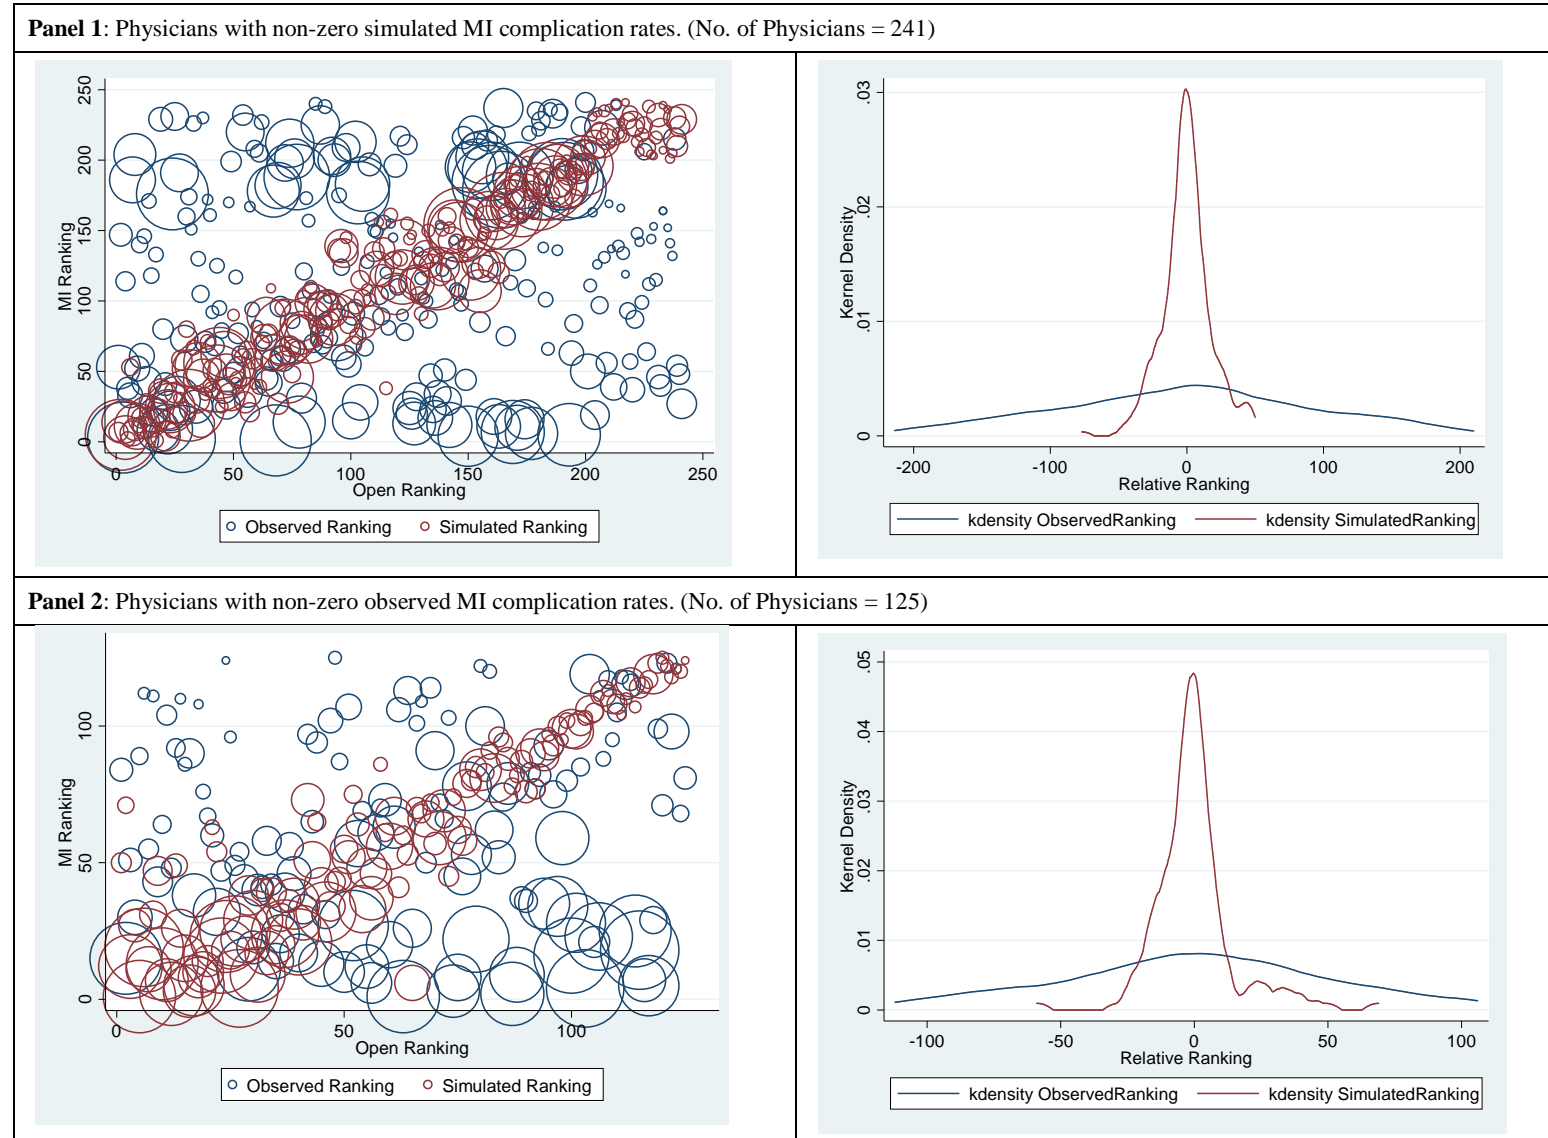 Panel 1: Physicians with non-zero simulated MI complication rates. (No. of Physicians = 241)
MI Ranking
0 50 100 150 200 250
0 50 100 150 200 250
Open Ranking
Observed Ranking Simulated Ranking
Kernel Density
0 .01 .02 .03
-200 -100 0 100 200
Relative Ranking
kdensity ObservedRanking kdensity SimulatedRanking
Panel 2: Physicians with non-zero observed MI complication rates. (No. of Physicians = 125)
MI Ranking
0 50 100
0 50 100
Open Ranking
Observed Ranking Simulated Ranking
Kernel Density
0 .01 .02 .03 .04 .05
-100 -50 0 50 100
Relative Ranking
kdensity ObservedRanking kdensity SimulatedRanking